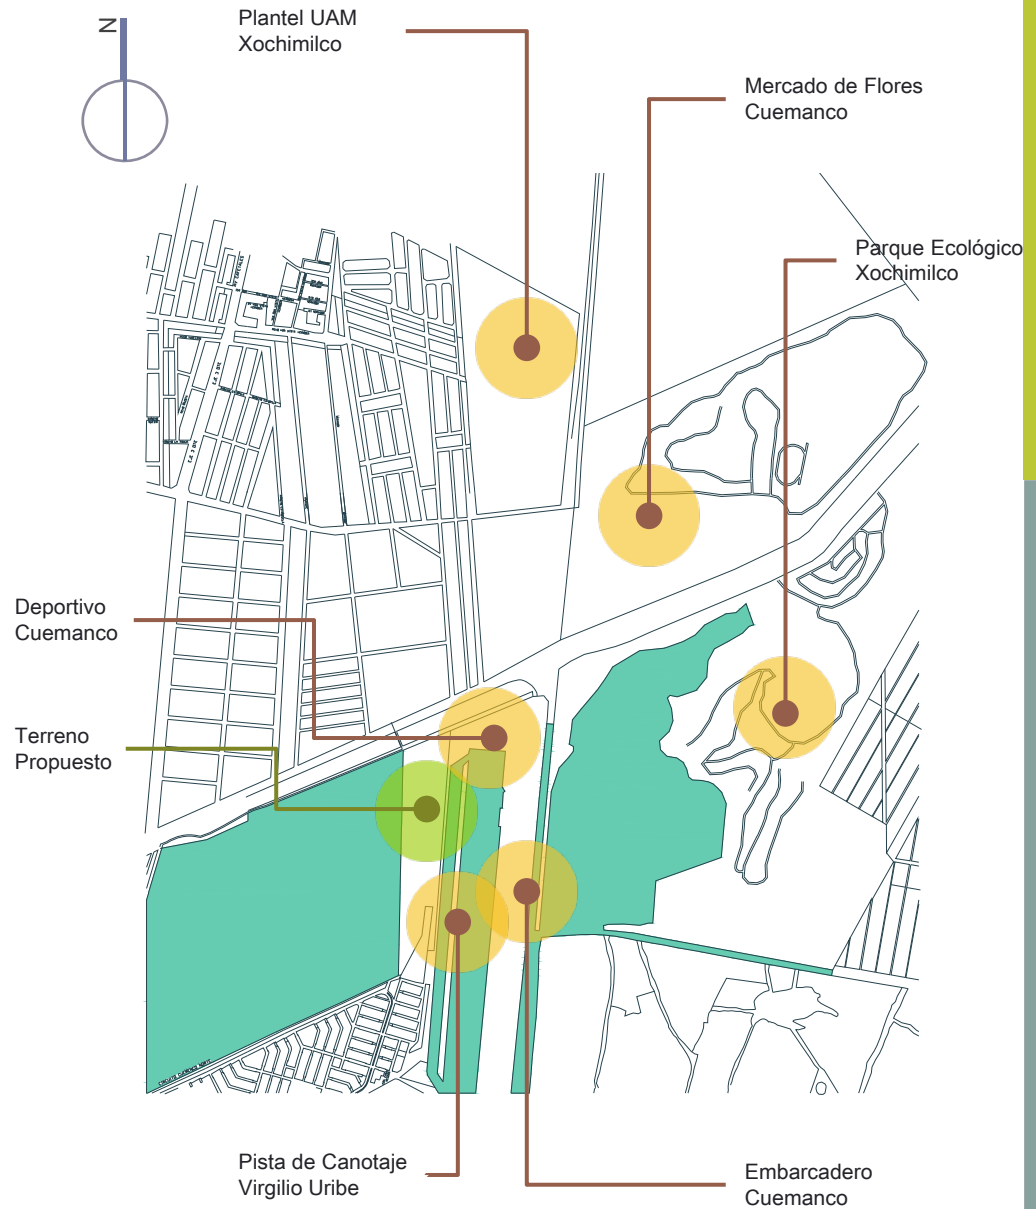 N
Plantel UAM
Xochimilco
Mercado de Flores
Cuemanco
Parque Ecológico
Xochimilco
Deportivo
Cuemanco
Terreno
Propuesto
Pista de Canotaje
Virgilio Uribe
Embarcadero
Cuemanco